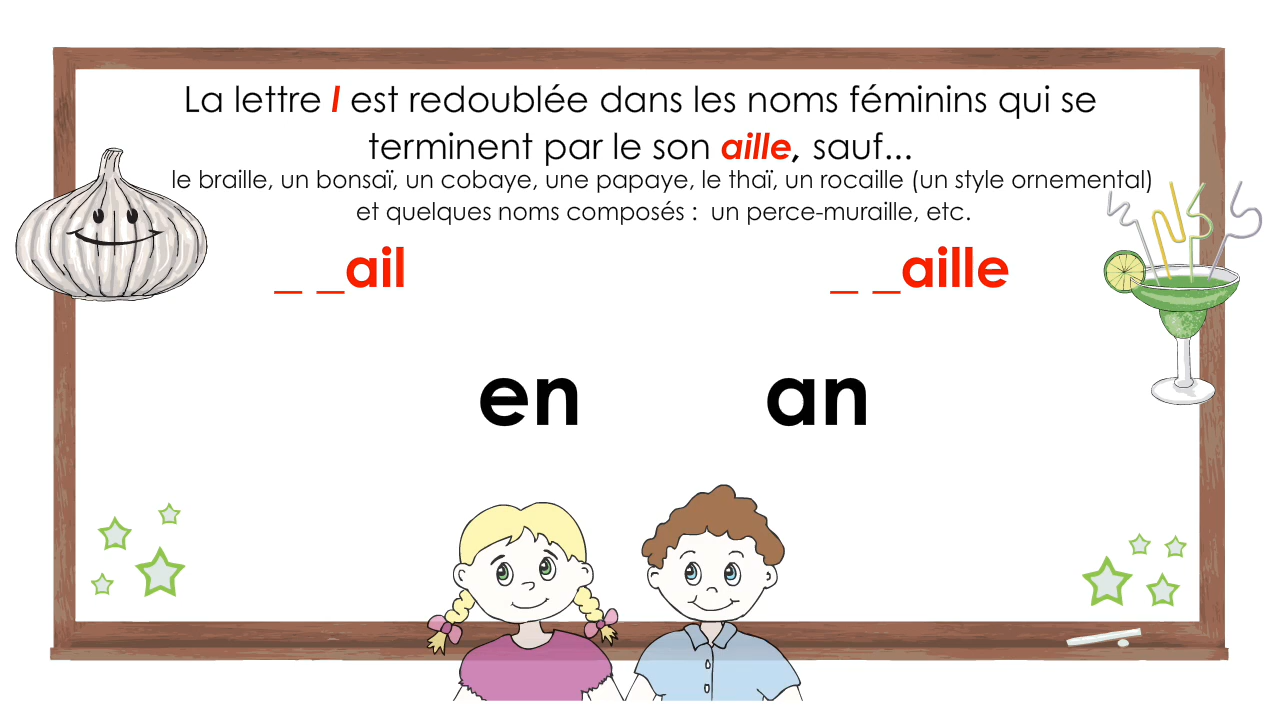 La lettre l est redoublée dans les noms féminins qui se
terminent par le son aille, sauf...
le braille, un bonsaï, un cobaye, une papaye, le thaï, un rocaille (un style ornemental)
et quelques noms composés : un perce-muraille, etc.
_ _ail _ _aille
en an